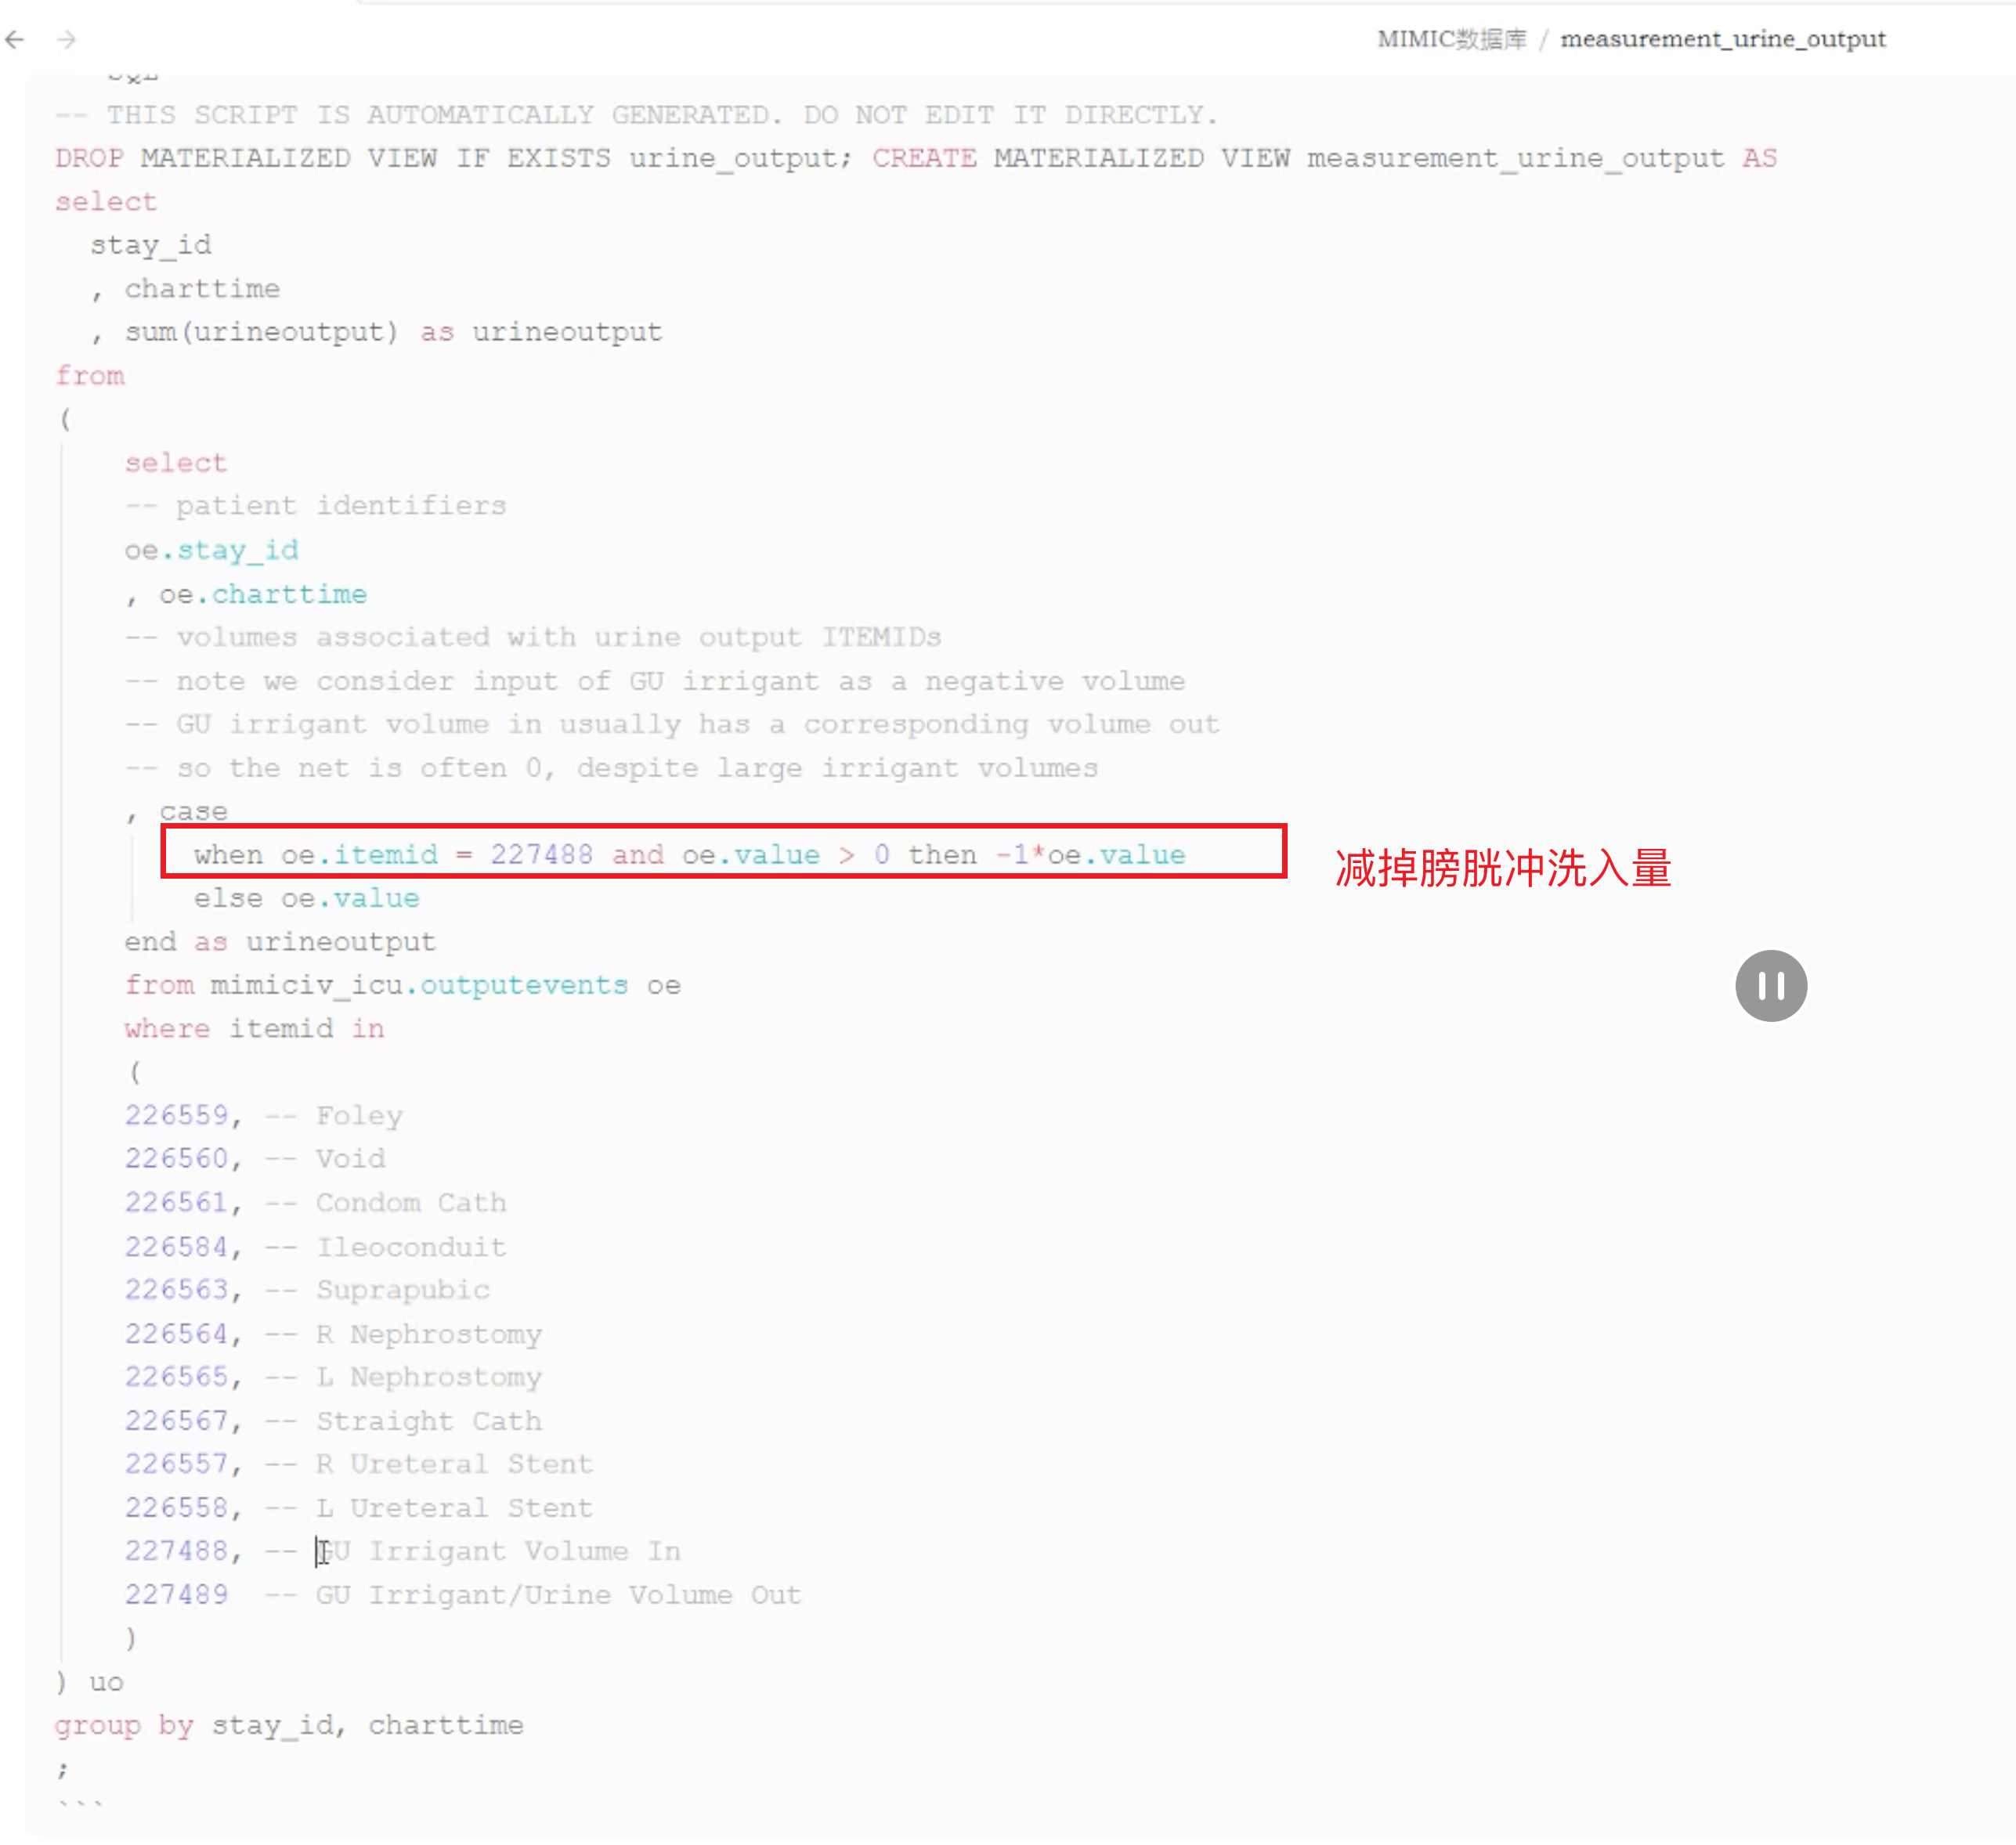 MIMIC数据库 / measurement_urine_output
-- THIS SCRIPT IS AUTOMATICALLY GENERATED. DO NOT EDIT IT DIRECTLY.
DROP MATERIALIZED VIEW IF EXISTS urine_output; CREATE MATERIALIZED VIEW measurement_urine_output AS
select
stay_id
, charttime
, sum(urineoutput) as urineoutput
from
(
select
-- patient identifiers
oe.stay_id
, oe.charttime
-- volumes associated with urine output ITEMIDs
-- note we consider input of GU irrigant as a negative volume
-- GU irrigant volume in usually has a corresponding volume out
-- so the net is often 0, despite large irrigant volumes
, case
when oe.itemid = 227488 and oe.value > 0 then -1*oe.value
减掉膀胱冲洗入量
else oe.value
end as urineoutput
from mimiciv_icu.outputevents oe
where itemid in
(
226559, -- Foley
226560, -- Void
226561, -- Condom Cath
226584, -- Ileoconduit
226563, -- Suprapubic
226564, -- R Nephrostomy
226565, -- L Nephrostomy
226567, -- Straight Cath
226557, -- R Ureteral Stent
226558, -- L Ureteral Stent
227488, -- GU Irrigant Volume In
227489 -- GU Irrigant/Urine Volume Out
)
) uo
group by stay_id, charttime
;
```